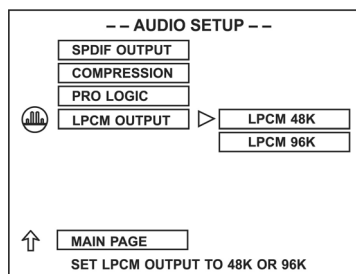 – – AUDIO SETUP – –
SPDIF OUTPUT
COMPRESSION
PRO LOGIC
LPCM OUTPUT
LPCM 48K
LPCM 96K
MAIN PAGE
SET LPCM OUTPUT TO 48K OR 96K